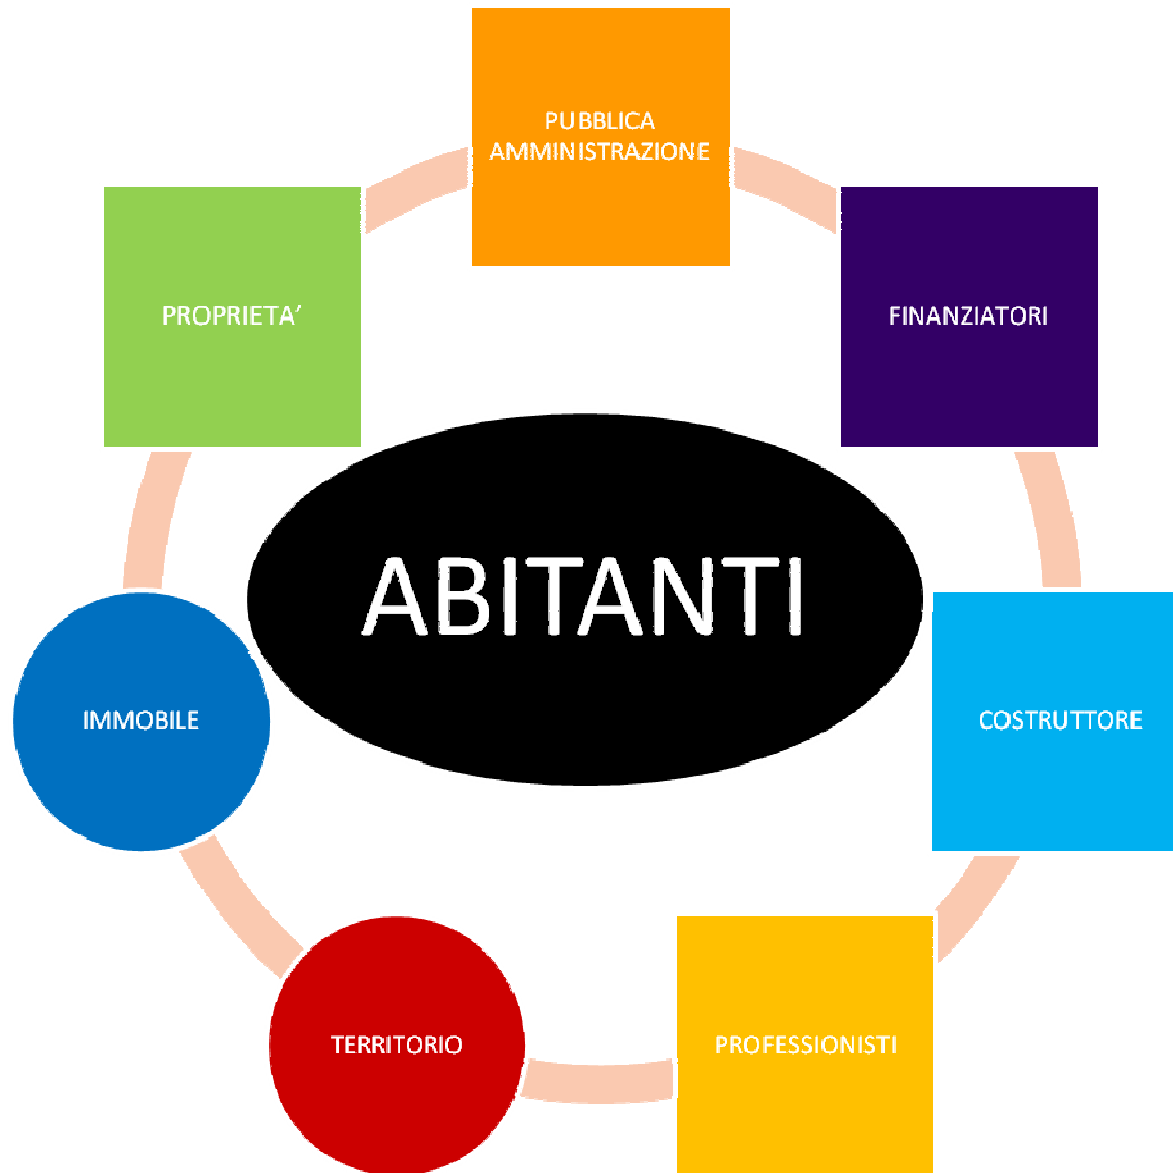 PUBBLICA
AMMINISTRAZIONE
PROPRIETA’
FINANZIATORI
ABITANTI
IMMOBILE
COSTRUTTORE
TERRITORIO
PROFESSIONISTI